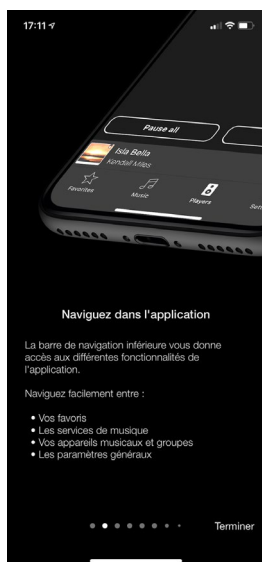 17:11
Pause all
Isla Bella
Kendall Miles
Favorites
Music
Players
Naviguez dans l'application
La barre de navigation inférieure vous donne
accès aux différentes fonctionnalités de
l'application.
Naviguez facilement entre :
• Vos favoris
• Les services de musique
• Vos appareils musicaux et groupes
• Les paramètres généraux
Terminer